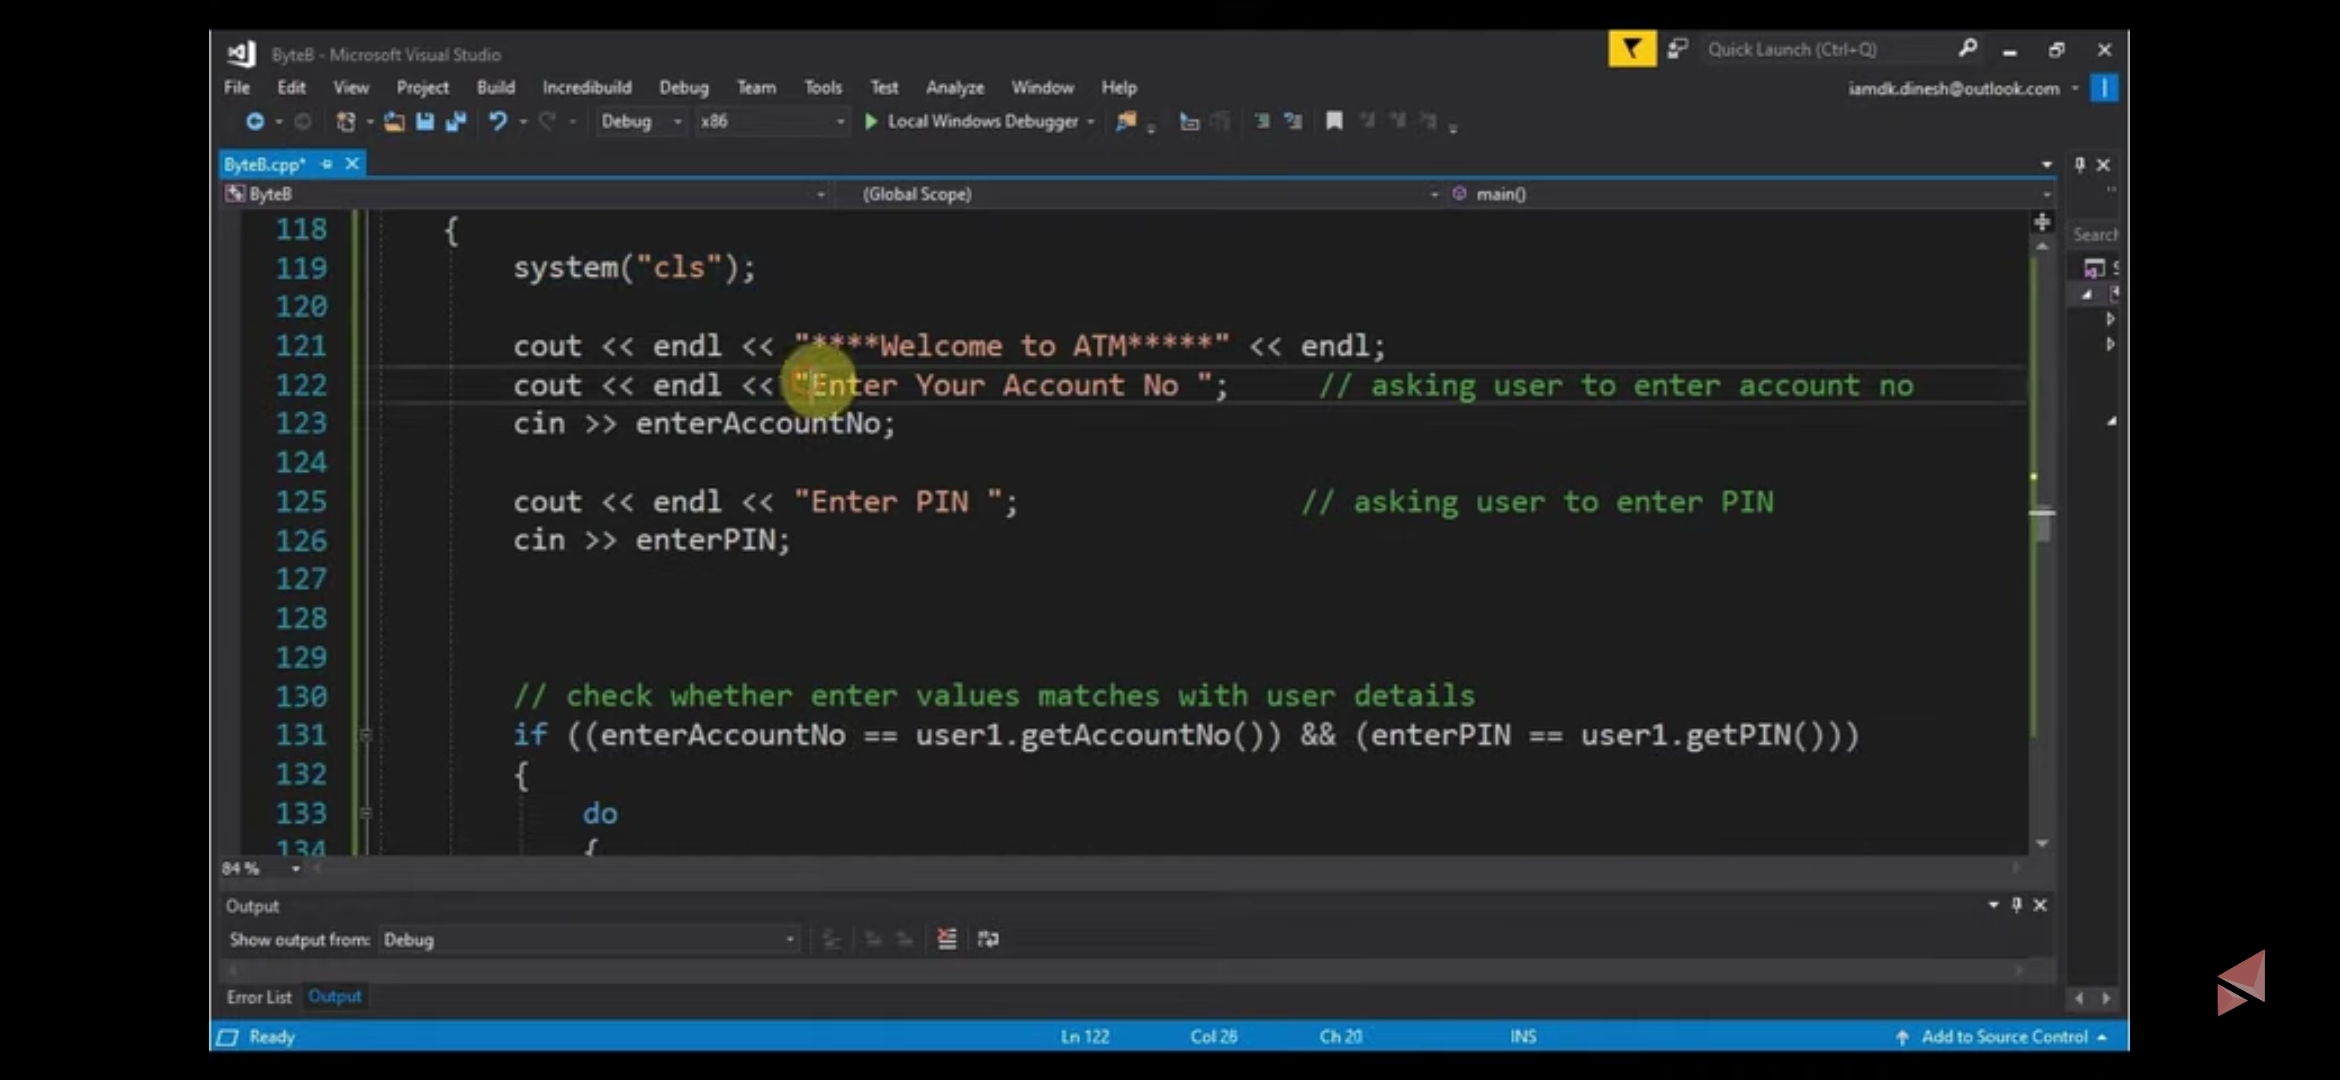 ByteB - Microsoft Visual Studio
Quick Launch (Ctrl+Q)
File Edit View Project Build Incredibuild Debug Team Tools Test Analyze Window Help
iamdk.dinesh@outlook.com
Debug x86 Local Windows Debugger
ByteB.cpp*
ByteB (Global Scope) main()
Search
118 {
119 system("cls");
120
121 cout << endl << "****Welcome to ATM*****" << endl;
122 cout << endl << "Enter Your Account No "; // asking user to enter account no
123 cin >> enterAccountNo;
124
125 cout << endl << "Enter PIN "; // asking user to enter PIN
126 cin >> enterPIN;
127
128
129
130 // check whether enter values matches with user details
131 if ((enterAccountNo == user1.getAccountNo()) && (enterPIN == user1.getPIN()))
132 {
133 do
134 {
84 %
Output
Show output from: Debug
Error List Output
Ready Ln 122 Col 26 Ch 20 INS Add to Source Control